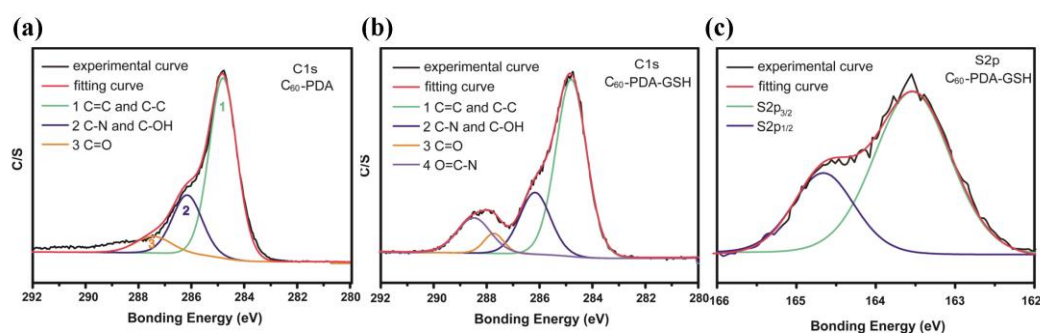 (a)
experimental curve
fitting curve
1 C=C and C-C
2 C-N and C-OH
3 C=O
C1s
C₆₀-PDA
1
2
3
C/S
292 290 288 286 284 282 280
Bonding Energy (eV)
(b)
experimental curve
fitting curve
1 C=C and C-C
2 C-N and C-OH
3 C=O
4 O=C-N
C1s
C₆₀-PDA-GSH
C/S
292 290 288 286 284 282 280
Bonding Energy (eV)
(c)
experimental curve
fitting curve
S2p₃/₂
S2p₁/₂
S2p
C₆₀-PDA-GSH
C/S
166 165 164 163 162
Bonding Energy (eV)